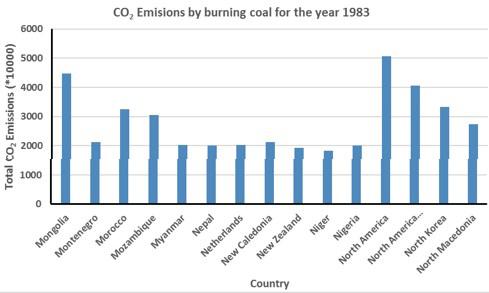 CO₂ Emisions by burning coal for the year 1983
Total CO₂ Emissions (*10000)
6000
5000
4000
3000
2000
1000
0
Mongolia
Montenegro
Morocco
Mozambique
Myanmar
Nepal
Netherlands
New Caledonia
New Zealand
Niger
Nigeria
North America
North America...
North Korea
North Macedonia
Country